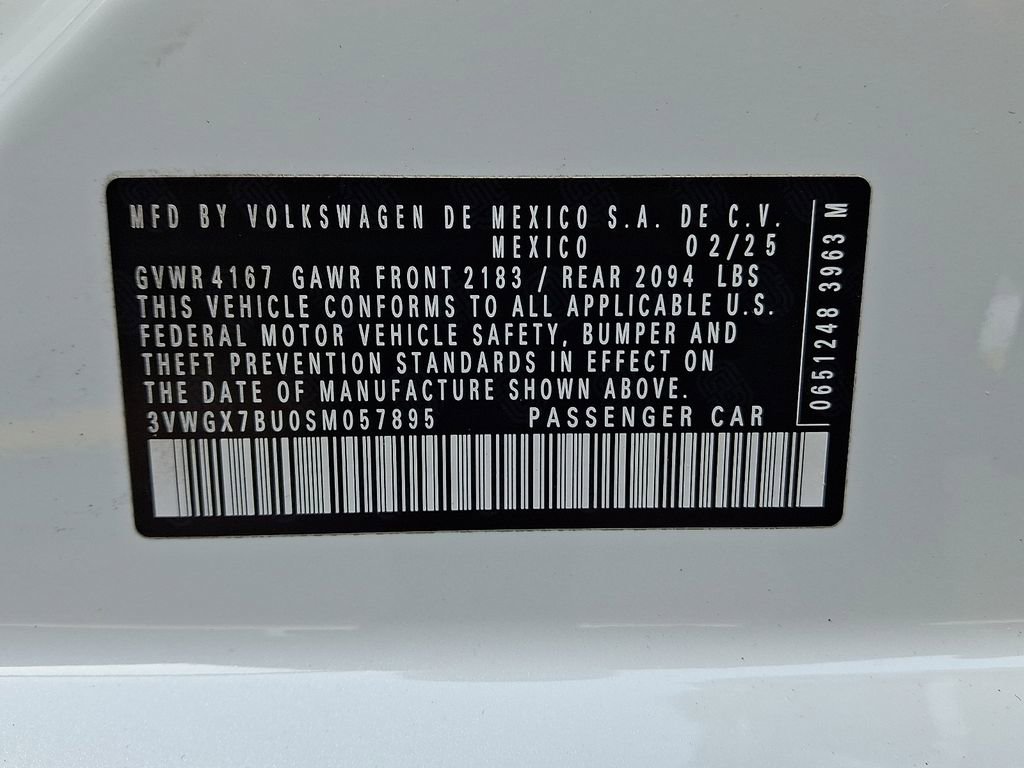 MFD BY VOLKSWAGEN DE MEXICO S.A. DE C.V.
MEXICO 02/25
GVWR 4167 GAWR FRONT 2183 / REAR 2094 LBS
THIS VEHICLE CONFORMS TO ALL APPLICABLE U.S.
FEDERAL MOTOR VEHICLE SAFETY, BUMPER AND
THEFT PREVENTION STANDARDS IN EFFECT ON
THE DATE OF MANUFACTURE SHOWN ABOVE.
3VWGX7BU0SM057895 PASSENGER CAR
0651248 3963 M